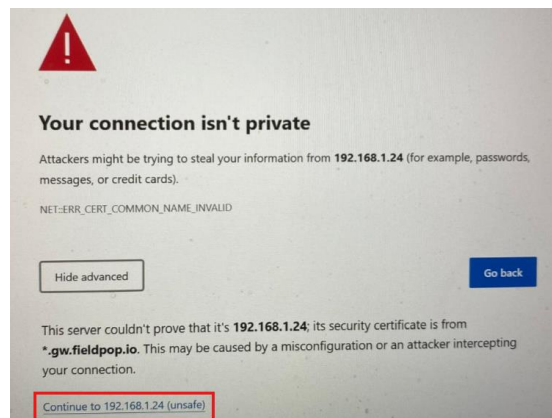 Your connection isn't private
Attackers might be trying to steal your information from 192.168.1.24 (for example, passwords,
messages, or credit cards).
NET::ERR_CERT_COMMON_NAME_INVALID
Hide advanced
Go back
This server couldn't prove that it's 192.168.1.24; its security certificate is from
*.gw.fieldpop.io. This may be caused by a misconfiguration or an attacker intercepting
your connection.
Continue to 192.168.1.24 (unsafe)